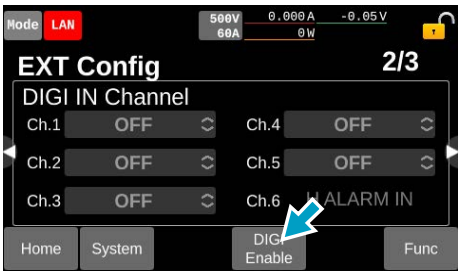 Mode LAN 500V 60A 0.000A -0.05V 0W
EXT Config 2/3
DIGI IN Channel
Ch.1 OFF Ch.4 OFF
Ch.2 OFF Ch.5 OFF
Ch.3 OFF Ch.6 ALARM IN
Home System DIGI Enable Func